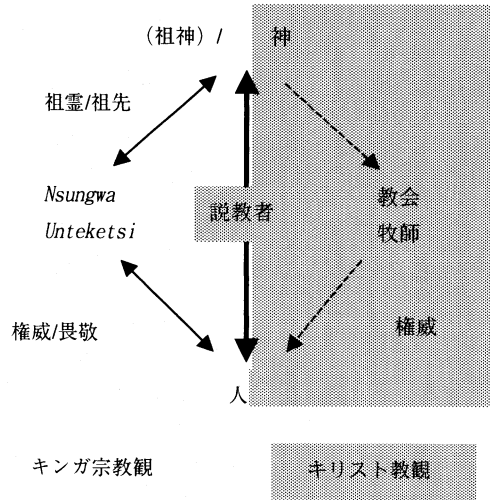 （祖神）/ 神
祖霊/祖先
Nsungwa
Unteketsi
説教者
教会
牧師
権威/畏敬
権威
人
キンガ宗教観
キリスト教観